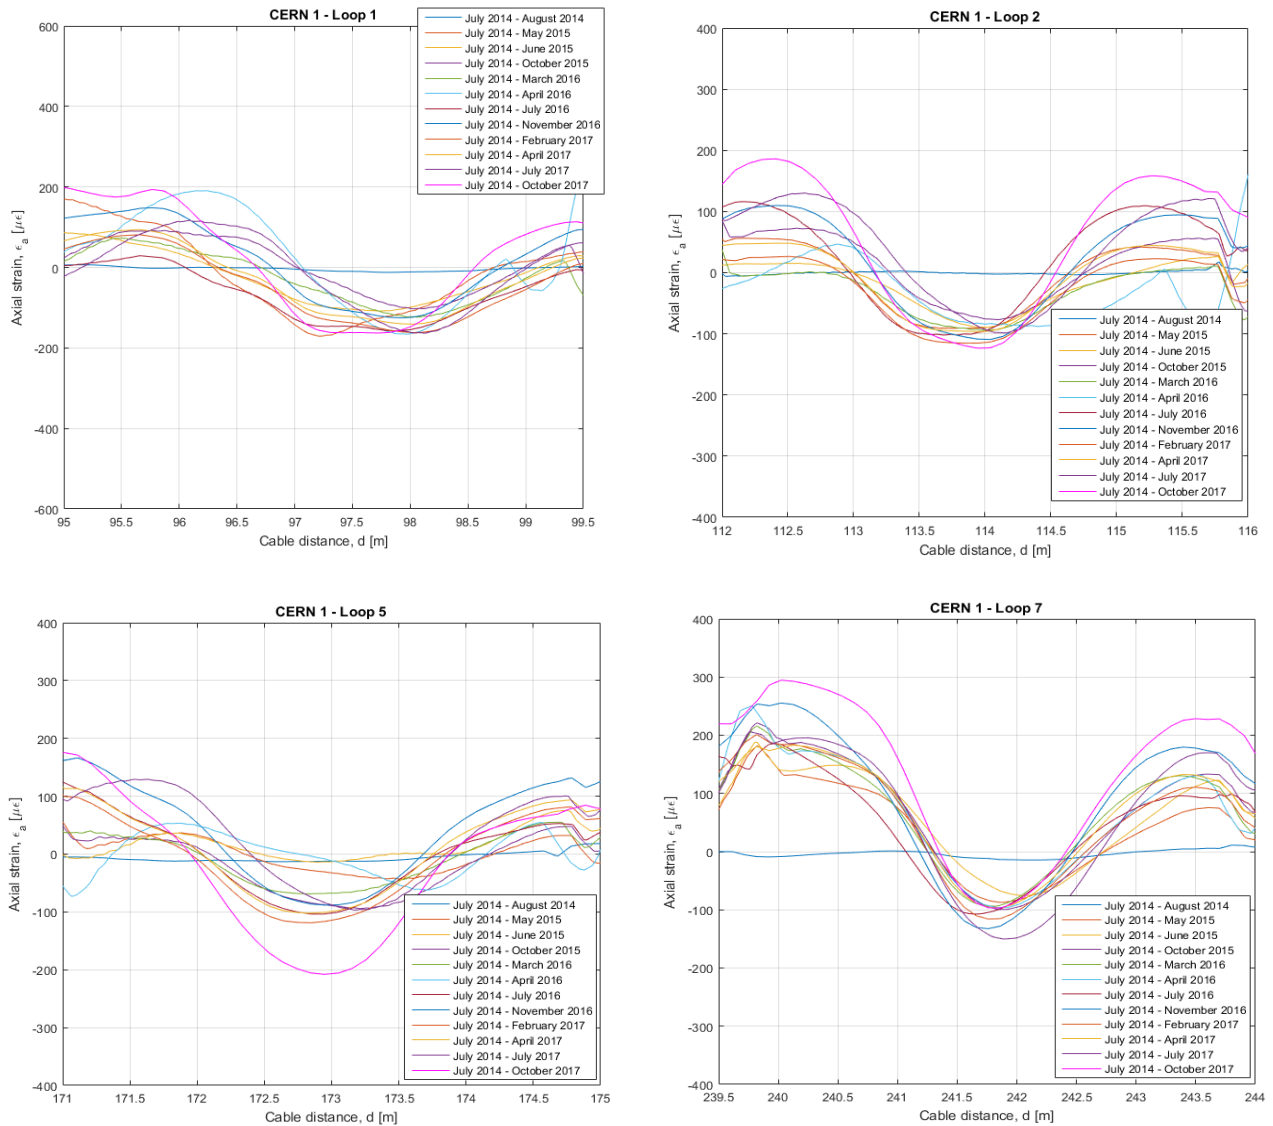 CERN 1 - Loop 1
600
400
200
0
-200
-400
-600
Axial strain, ϵa [µϵ]
95
95.5
96
96.5
97
97.5
98
98.5
99
99.5
Cable distance, d [m]
July 2014 - August 2014
July 2014 - May 2015
July 2014 - June 2015
July 2014 - October 2015
July 2014 - March 2016
July 2014 - April 2016
July 2014 - July 2016
July 2014 - November 2016
July 2014 - February 2017
July 2014 - April 2017
July 2014 - July 2017
July 2014 - October 2017
CERN 1 - Loop 2
400
300
200
100
0
-100
-200
-300
-400
Axial strain, ϵa [µϵ]
112
112.5
113
113.5
114
114.5
115
115.5
116
Cable distance, d [m]
July 2014 - August 2014
July 2014 - May 2015
July 2014 - June 2015
July 2014 - October 2015
July 2014 - March 2016
July 2014 - April 2016
July 2014 - July 2016
July 2014 - November 2016
July 2014 - February 2017
July 2014 - April 2017
July 2014 - July 2017
July 2014 - October 2017
CERN 1 - Loop 5
400
300
200
100
0
-100
-200
-300
-400
Axial strain, ϵa [µϵ]
171
171.5
172
172.5
173
173.5
174
174.5
175
Cable distance, d [m]
July 2014 - August 2014
July 2014 - May 2015
July 2014 - June 2015
July 2014 - October 2015
July 2014 - March 2016
July 2014 - April 2016
July 2014 - July 2016
July 2014 - November 2016
July 2014 - February 2017
July 2014 - April 2017
July 2014 - July 2017
July 2014 - October 2017
CERN 1 - Loop 7
400
300
200
100
0
-100
-200
-300
-400
Axial strain, ϵa [µϵ]
239.5
240
240.5
241
241.5
242
242.5
243
243.5
244
Cable distance, d [m]
July 2014 - August 2014
July 2014 - May 2015
July 2014 - June 2015
July 2014 - October 2015
July 2014 - March 2016
July 2014 - April 2016
July 2014 - July 2016
July 2014 - November 2016
July 2014 - February 2017
July 2014 - April 2017
July 2014 - July 2017
July 2014 - October 2017